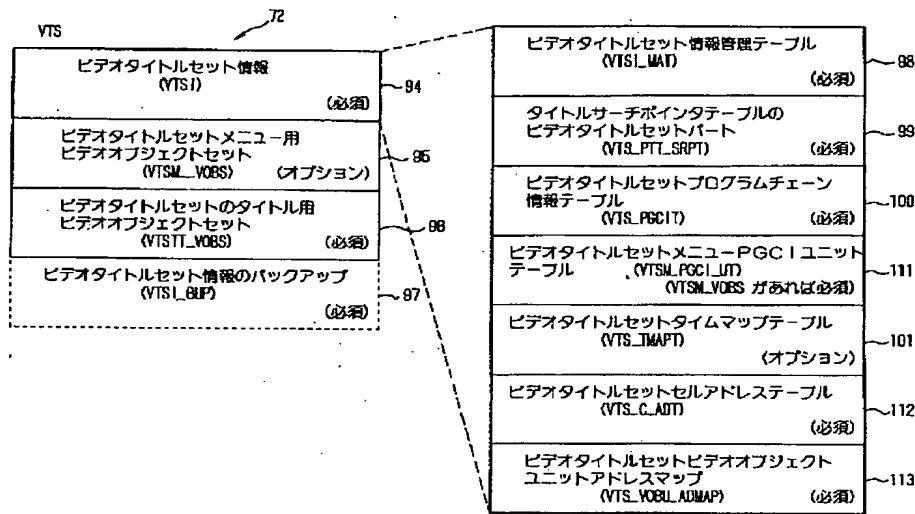 VTS
72
ビデオタイトルセット情報
(VTSI)
(必須)
94
ビデオタイトルセットメニュー用
ビデオオブジェクトセット
(VTSM_VOBS) (オプション)
95
ビデオタイトルセットのタイトル用
ビデオオブジェクトセット
(VTSTT_VOBS) (必須)
96
ビデオタイトルセット情報のバックアップ
(VTSI_BUP)
(必須)
97
ビデオタイトルセット情報管理テーブル
(VTSI_MAT)
(必須)
98
タイトルサーチポインタテーブルの
ビデオタイトルセットパート
(VTS_PTT_SRPT) (必須)
99
ビデオタイトルセットプログラムチェーン
情報テーブル
(VTS_PGCIT) (必須)
100
ビデオタイトルセットメニューPGCIユニット
テーブル (VTSM_PGCI_UT)
(VTSM_VOBS があれば必須)
111
ビデオタイトルセットタイムマップテーブル
(VTS_TMAPT)
(オプション)
101
ビデオタイトルセットセルアドレステーブル
(VTS_C_ADT)
(必須)
112
ビデオタイトルセットビデオオブジェクト
ユニットアドレスマップ
(VTS_VOBU_ADMAP) (必須)
113